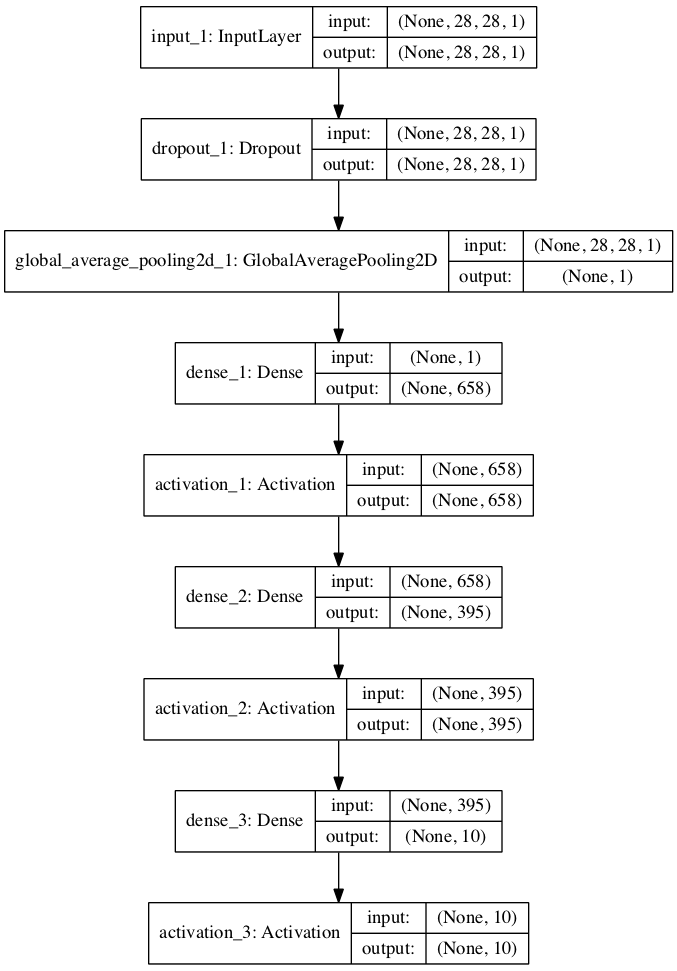 input_1: InputLayer
input: (None, 28, 28, 1)
output: (None, 28, 28, 1)
dropout_1: Dropout
input: (None, 28, 28, 1)
output: (None, 28, 28, 1)
global_average_pooling2d_1: GlobalAveragePooling2D
input: (None, 28, 28, 1)
output: (None, 1)
dense_1: Dense
input: (None, 1)
output: (None, 658)
activation_1: Activation
input: (None, 658)
output: (None, 658)
dense_2: Dense
input: (None, 658)
output: (None, 395)
activation_2: Activation
input: (None, 395)
output: (None, 395)
dense_3: Dense
input: (None, 395)
output: (None, 10)
activation_3: Activation
input: (None, 10)
output: (None, 10)